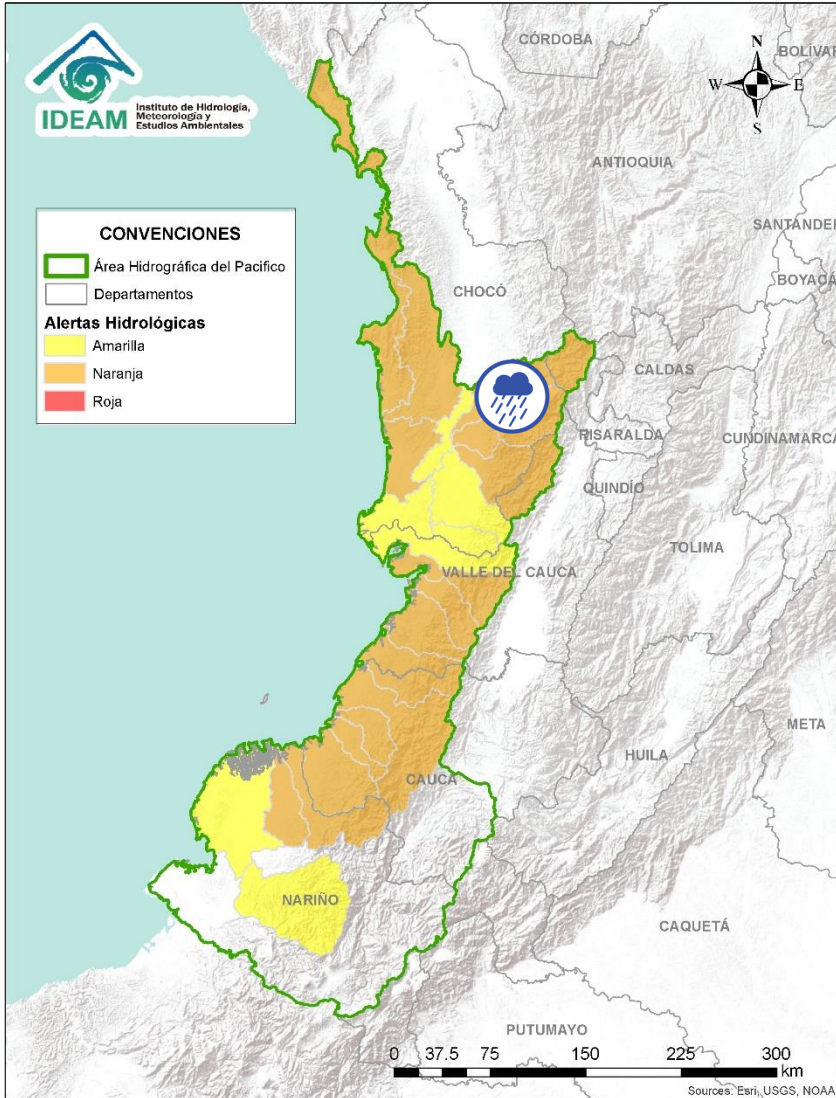 IDEAM
Instituto de Hidrología,
Meteorología y
Estudios Ambientales
CÓRDOBA
BOLÍVAR
N
W
E
S
ANTIOQUIA
SANTANDER
BOYACÁ
CONVENCIONES
Área Hidrográfica del Pacifico
Departamentos
Alertas Hidrológicas
Amarilla
Naranja
Roja
CHOCÓ
CALDAS
RISARALDA
CUNDINAMARCA
QUINDÍO
TOLIMA
VALLE DEL CAUCA
META
HUILA
CAUCA
NARIÑO
CAQUETÁ
PUTUMAYO
0 37.5 75 150 225 300
km
Sources: Esri, USGS, NOAA